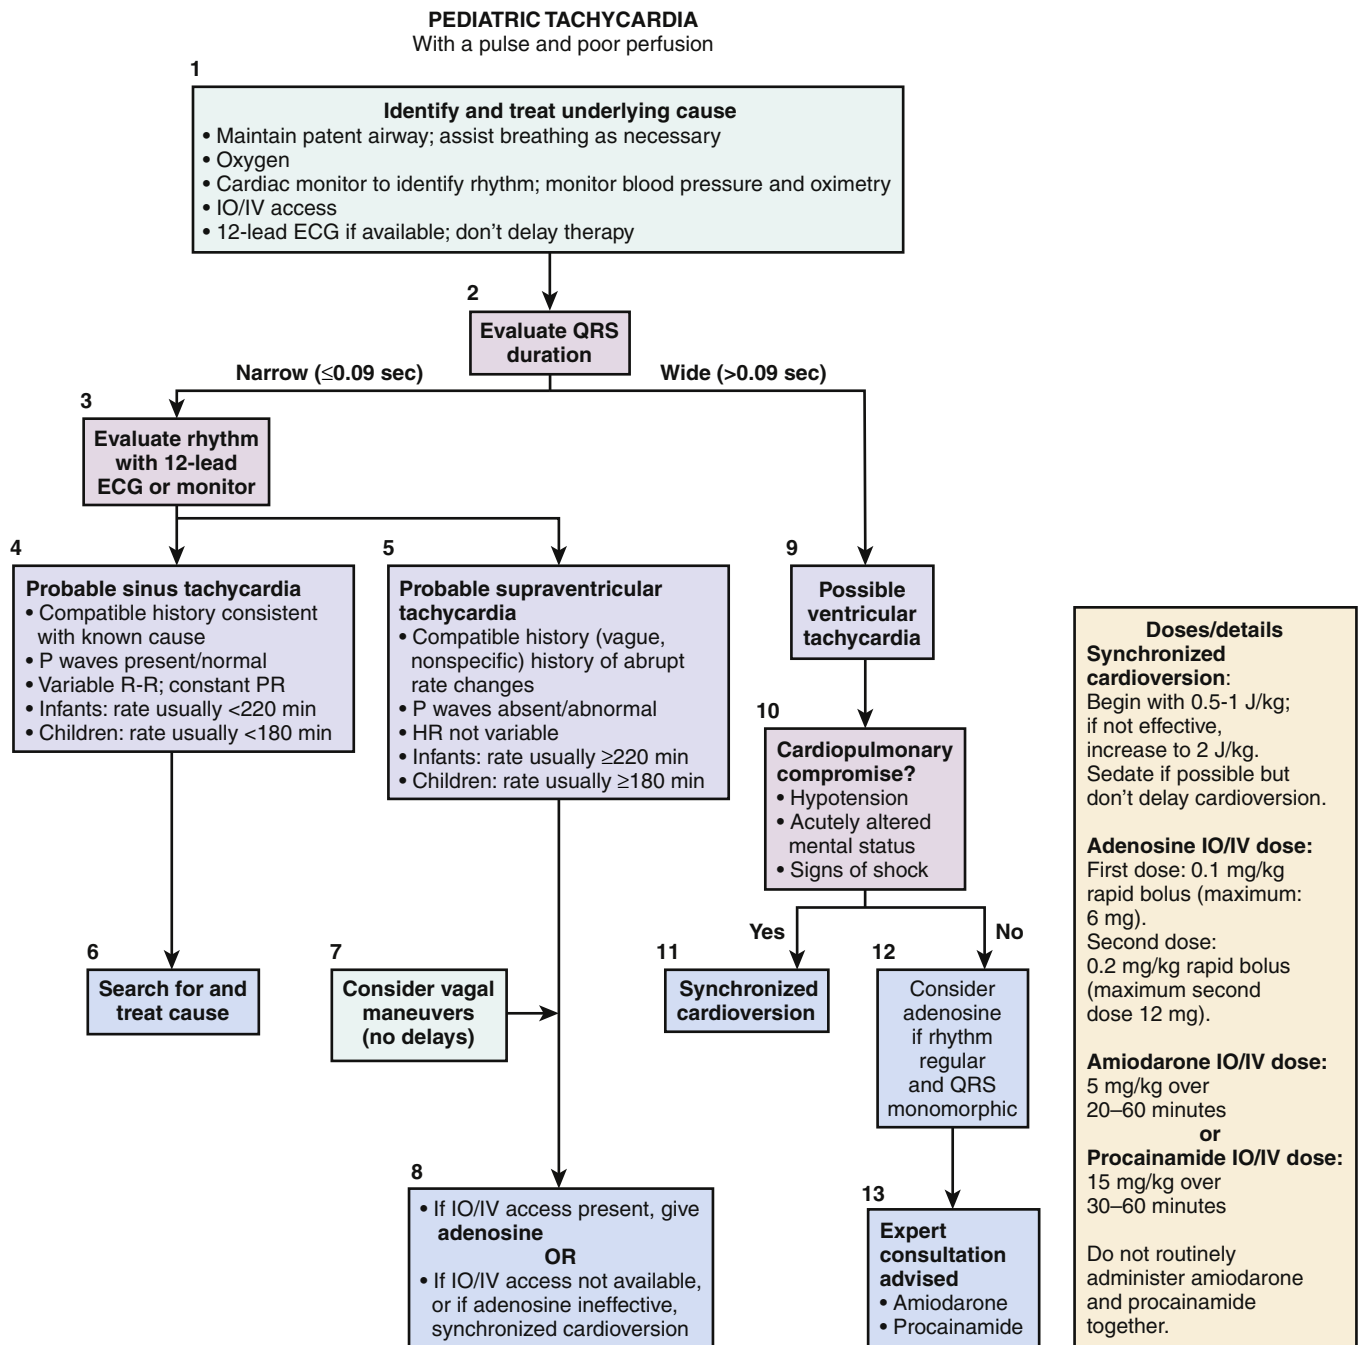 PEDIATRIC TACHYCARDIA
With a pulse and poor perfusion
1
Identify and treat underlying cause
• Maintain patent airway; assist breathing as necessary
• Oxygen
• Cardiac monitor to identify rhythm; monitor blood pressure and oximetry
• IO/IV access
• 12-lead ECG if available; don't delay therapy
2
Evaluate QRS
duration
Narrow (≤0.09 sec)
Wide (>0.09 sec)
3
Evaluate rhythm
with 12-lead
ECG or monitor
4
Probable sinus tachycardia
• Compatible history consistent
with known cause
• P waves present/normal
• Variable R-R; constant PR
• Infants: rate usually <220 min
• Children: rate usually <180 min
5
Probable supraventricular
tachycardia
• Compatible history (vague,
nonspecific) history of abrupt
rate changes
• P waves absent/abnormal
• HR not variable
• Infants: rate usually ≥220 min
• Children: rate usually ≥180 min
9
Possible
ventricular
tachycardia
10
Cardiopulmonary
compromise?
• Hypotension
• Acutely altered
mental status
• Signs of shock
Yes
No
6
Search for and
treat cause
7
Consider vagal
maneuvers
(no delays)
11
Synchronized
cardioversion
12
Consider
adenosine
if rhythm
regular
and QRS
monomorphic
8
• If IO/IV access present, give
adenosine
OR
• If IO/IV access not available,
or if adenosine ineffective,
synchronized cardioversion
13
Expert
consultation
advised
• Amiodarone
• Procainamide
Doses/details
Synchronized
cardioversion:
Begin with 0.5-1 J/kg;
if not effective,
increase to 2 J/kg.
Sedate if possible but
don't delay cardioversion.
Adenosine IO/IV dose:
First dose: 0.1 mg/kg
rapid bolus (maximum:
6 mg).
Second dose:
0.2 mg/kg rapid bolus
(maximum second
dose 12 mg).
Amiodarone IO/IV dose:
5 mg/kg over
20–60 minutes
or
Procainamide IO/IV dose:
15 mg/kg over
30–60 minutes
Do not routinely
administer amiodarone
and procainamide
together.